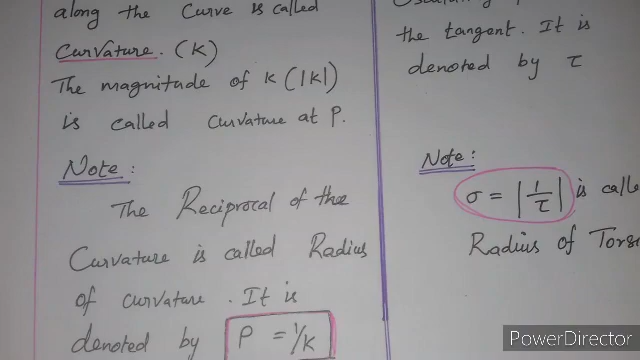 along the Curve is called
Curvature. (K)
The magnitude of K (|K|)
is called curvature at P.
Note:
The Reciprocal of the
Curvature is called Radius
of curvature. It is
denoted by ρ = 1/K
the tangent. It is
denoted by τ
Note:
σ = |1/τ| is
Radius of
PowerDirector